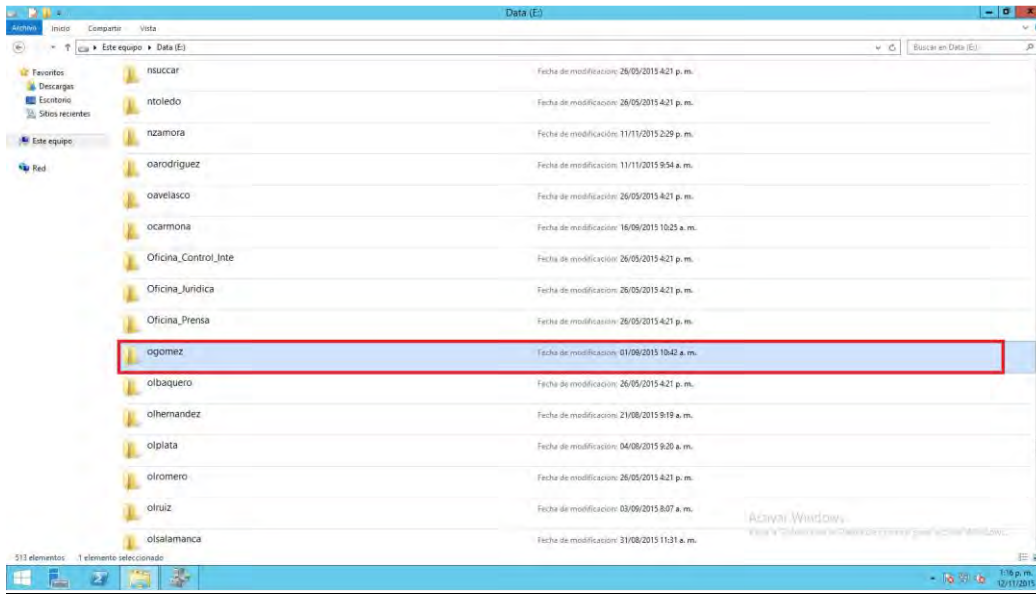 Data (E:)
Archivo Inicio Compartir Vista
Este equipo Data (E:)
Buscar en Data (E:)
Favoritos
Descargas
Escritorio
Sitios recientes
Este equipo
Red
nsuccar Fecha de modificación: 26/05/2015 4:21 p. m.
ntoledo Fecha de modificación: 26/05/2015 4:21 p. m.
nzamora Fecha de modificación: 11/11/2015 2:29 p. m.
oarodriguez Fecha de modificación: 11/11/2015 9:54 a. m.
oavelasco Fecha de modificación: 26/05/2015 4:21 p. m.
ocarmona Fecha de modificación: 16/09/2015 10:25 a. m.
Oficina_Control_Inte Fecha de modificación: 26/05/2015 4:21 p. m.
Oficina_Juridica Fecha de modificación: 26/05/2015 4:21 p. m.
Oficina_Prensa Fecha de modificación: 26/05/2015 4:21 p. m.
ogomez Fecha de modificación: 01/09/2015 10:42 a. m.
olbaquero Fecha de modificación: 26/05/2015 4:21 p. m.
olhernandez Fecha de modificación: 21/08/2015 9:19 a. m.
olplata Fecha de modificación: 04/08/2015 9:20 a. m.
olromero Fecha de modificación: 26/05/2015 4:21 p. m.
olruiz Fecha de modificación: 03/09/2015 8:07 a. m.
olsalamanca Fecha de modificación: 31/08/2015 11:31 a. m.
Activar Windows
513 elementos 1 elemento seleccionado
1:16 p. m.
12/11/2015